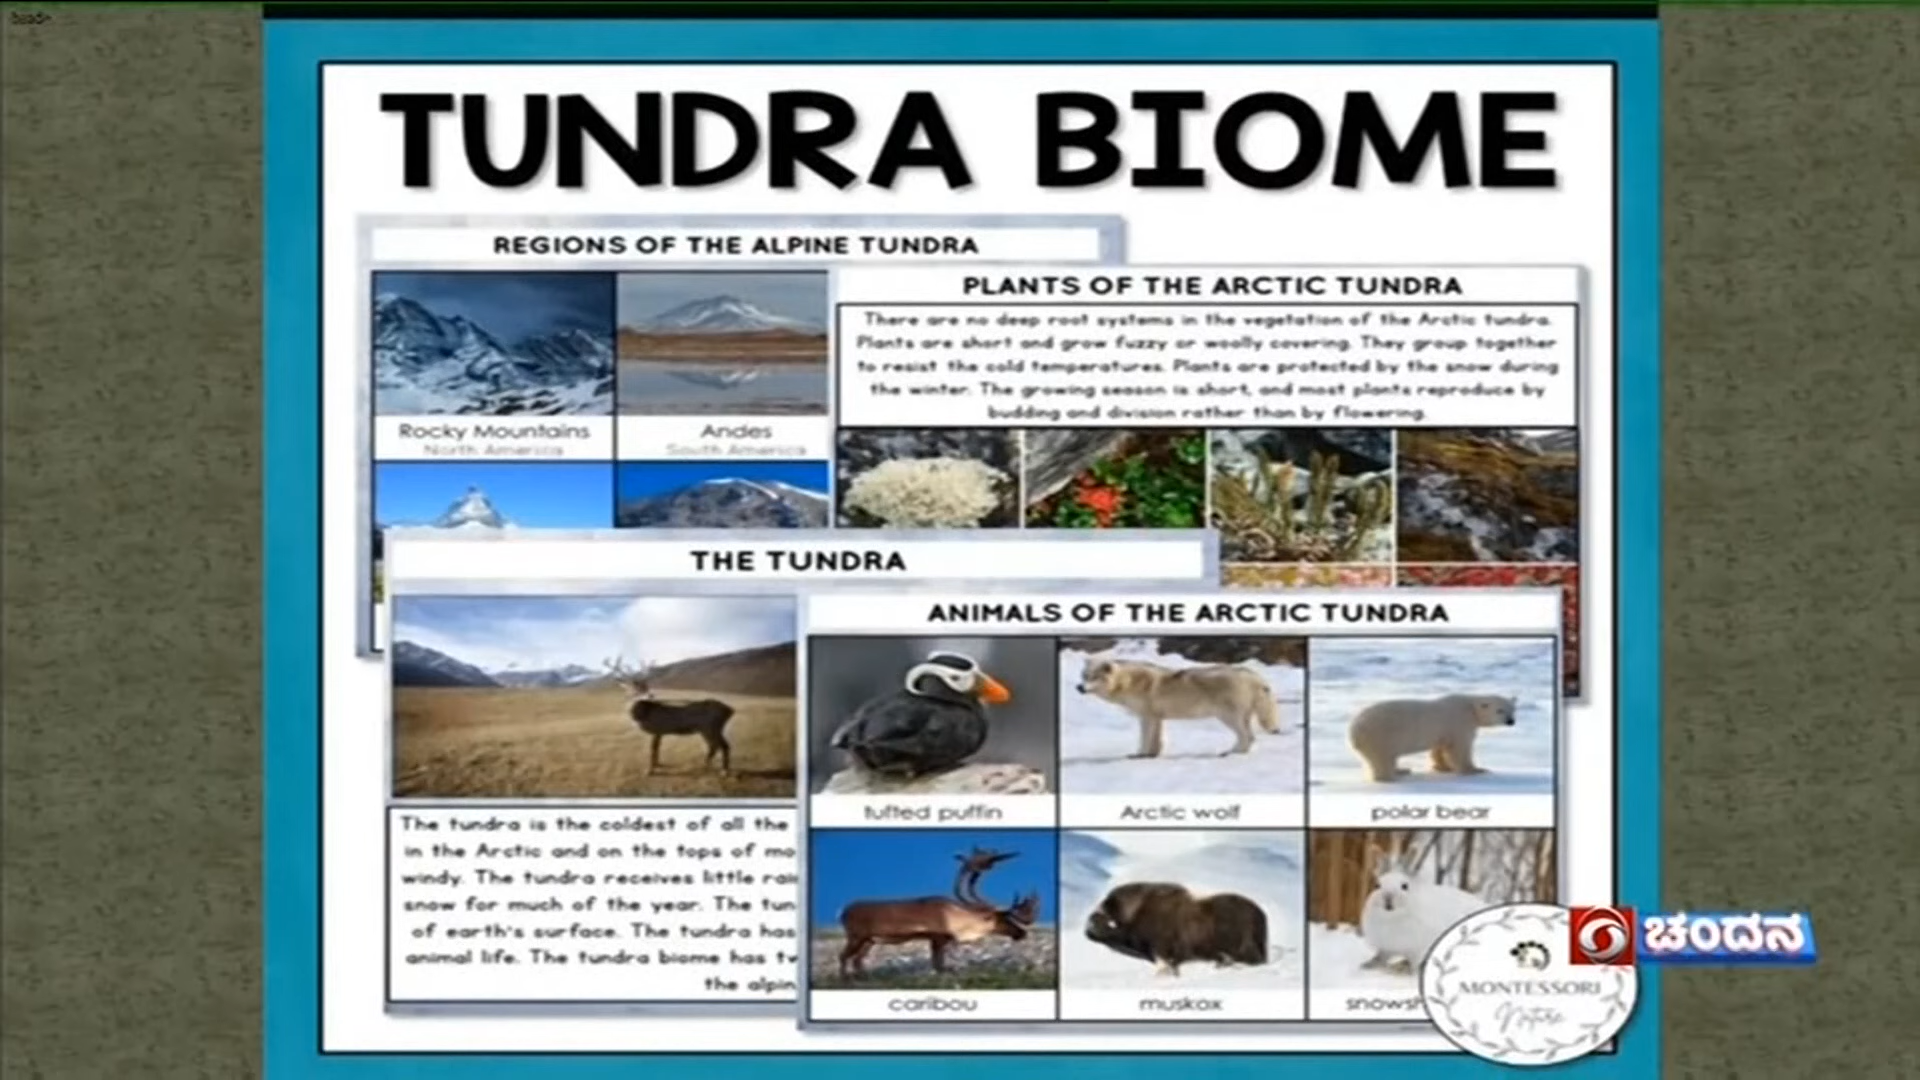 TUNDRA BIOME
REGIONS OF THE ALPINE TUNDRA
Rocky Mountains
North America
Andes
South America
PLANTS OF THE ARCTIC TUNDRA
There are no deep root systems in the vegetation of the Arctic tundra.
Plants are short and grow fuzzy or woolly covering. They group together
to resist the cold temperatures. Plants are protected by the snow during
the winter. The growing season is short, and most plants reproduce by
budding and division rather than by flowering.
THE TUNDRA
The tundra is the coldest of all the
in the Arctic and on the tops of mo
windy. The tundra receives little rai
snow for much of the year. The tun
of earth's surface. The tundra has
animal life. The tundra biome has tw
the alpin
ANIMALS OF THE ARCTIC TUNDRA
tufted puffin
Arctic wolf
polar bear
caribou
muskox
snowsh
MONTESSORI
Nature
ಚಂದನ